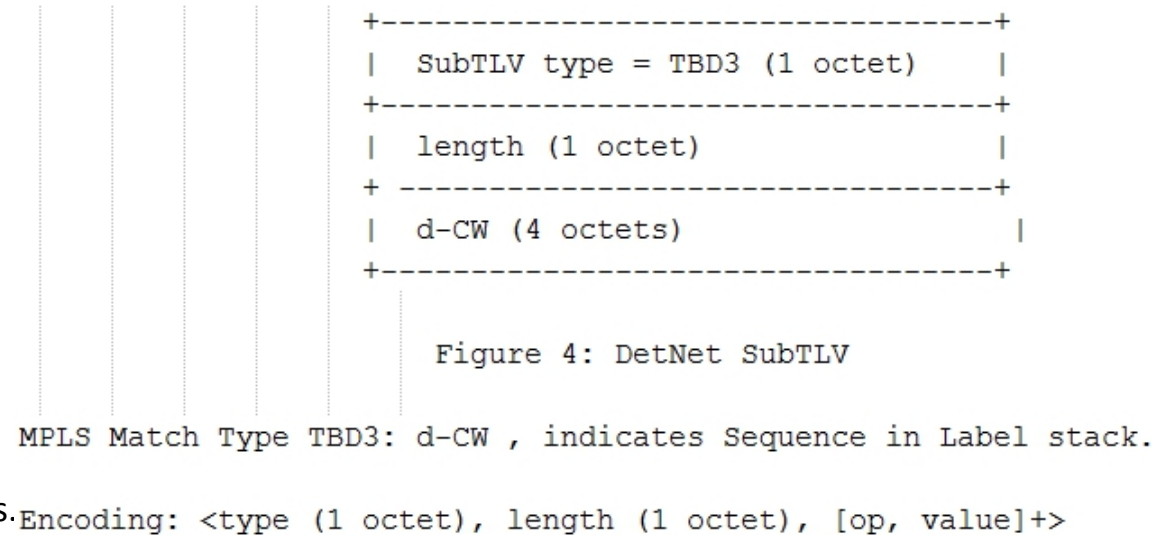 +----------------------------------+
|  SubTLV type = TBD3 (1 octet)    |
+----------------------------------+
|  length (1 octet)                |
+ ---------------------------------+
|  d-CW (4 octets)                  |
+----------------------------------+
Figure 4: DetNet SubTLV
MPLS Match Type TBD3: d-CW , indicates Sequence in Label stack.
s. Encoding: <type (1 octet), length (1 octet), [op, value]+>